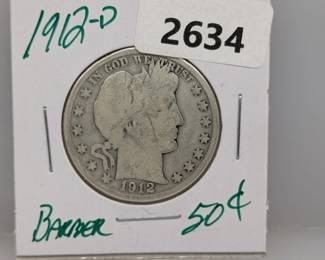 1912-D
2634
IN GOD WE TRUST
1912
BARBER 50¢